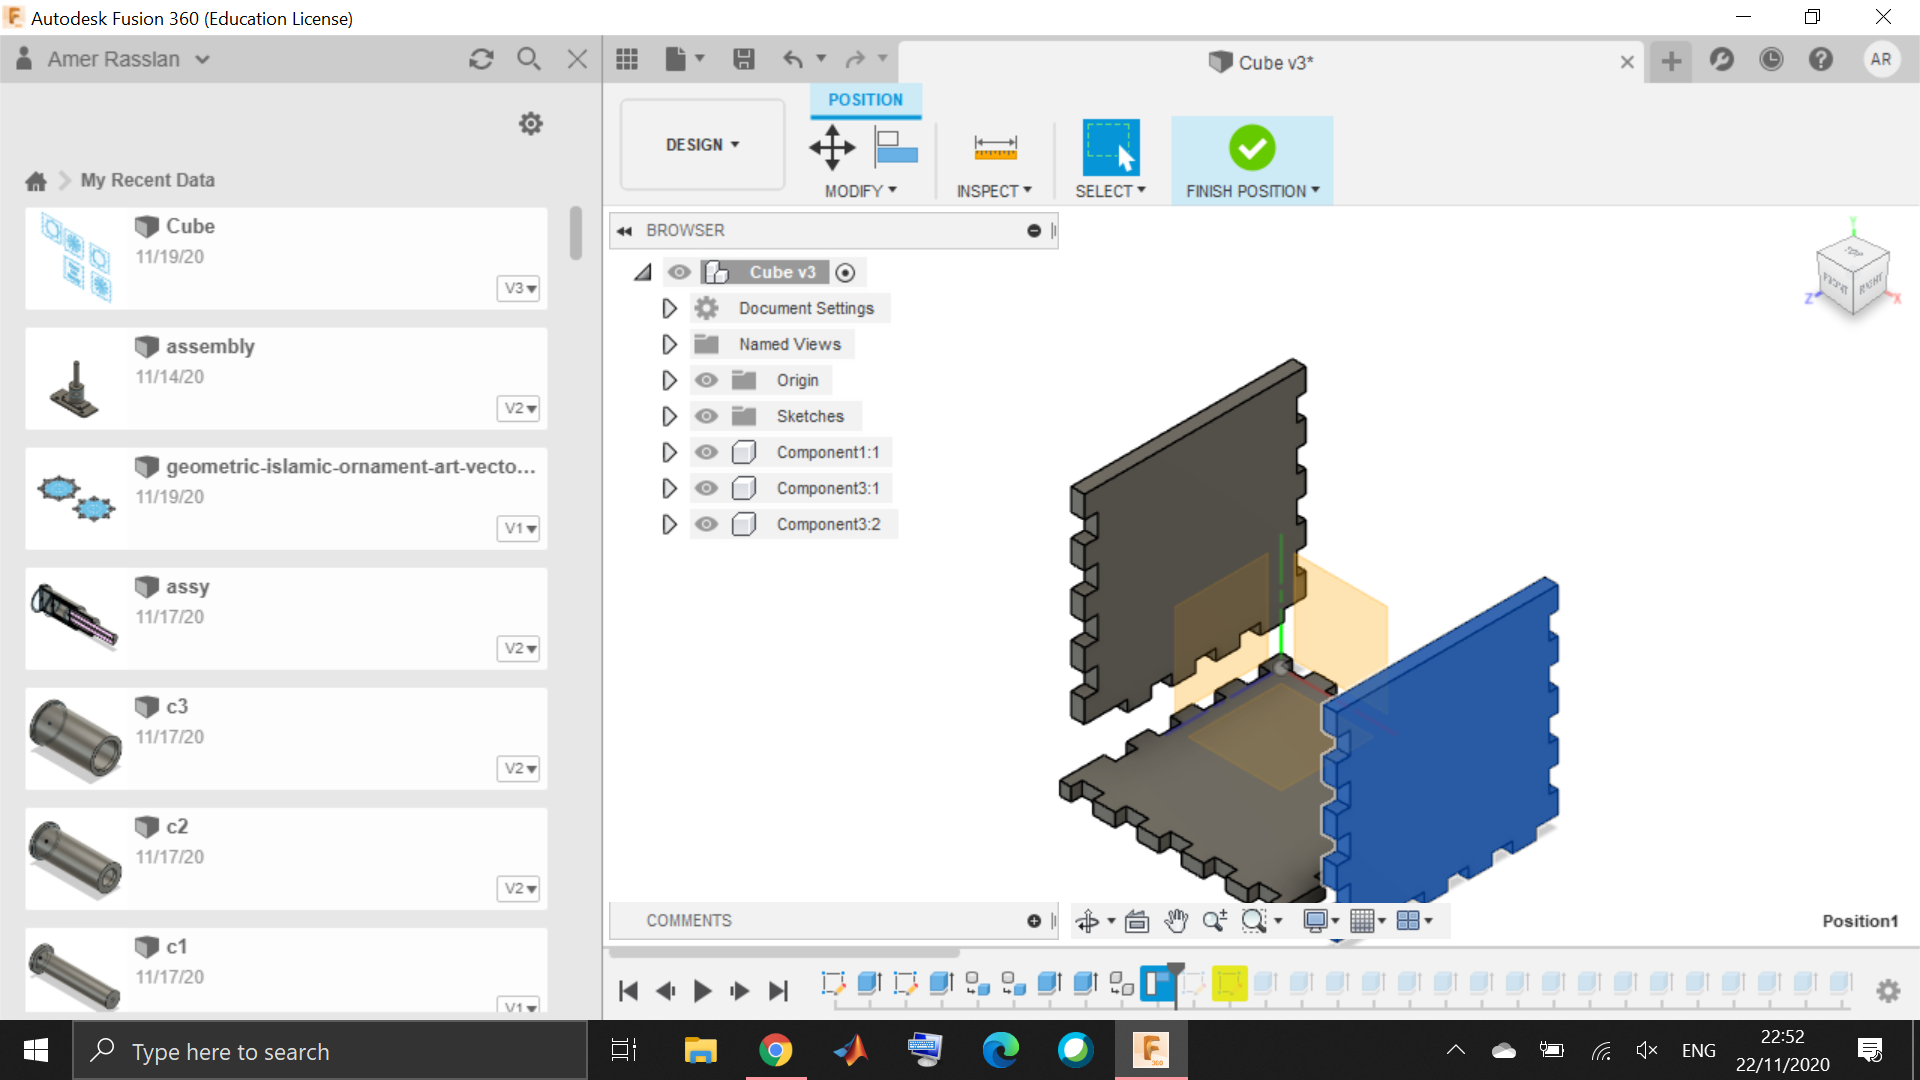 Autodesk Fusion 360 (Education License)
Amer Rasslan
Cube v3*
AR
POSITION
DESIGN
MODIFY
INSPECT
SELECT
FINISH POSITION
My Recent Data
Cube
11/19/20
V3
assembly
11/14/20
V2
geometric-islamic-ornament-art-vecto...
11/19/20
V1
assy
11/17/20
V2
c3
11/17/20
V2
c2
11/17/20
V2
c1
11/17/20
V1
BROWSER
Cube v3
Document Settings
Named Views
Origin
Sketches
Component1:1
Component3:1
Component3:2
Y
TOP
FRONT
RIGHT
Z
X
COMMENTS
Position1
Type here to search
ENG
22:52
22/11/2020